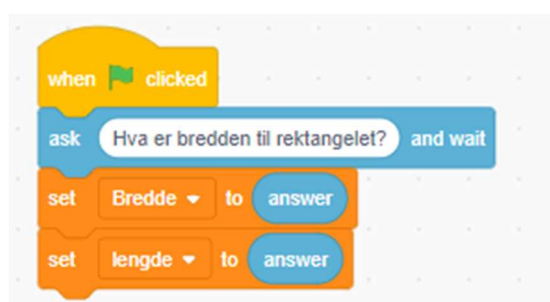 when clicked
ask Hva er bredden til rektangelet? and wait
set Bredde to answer
set lengde to answer